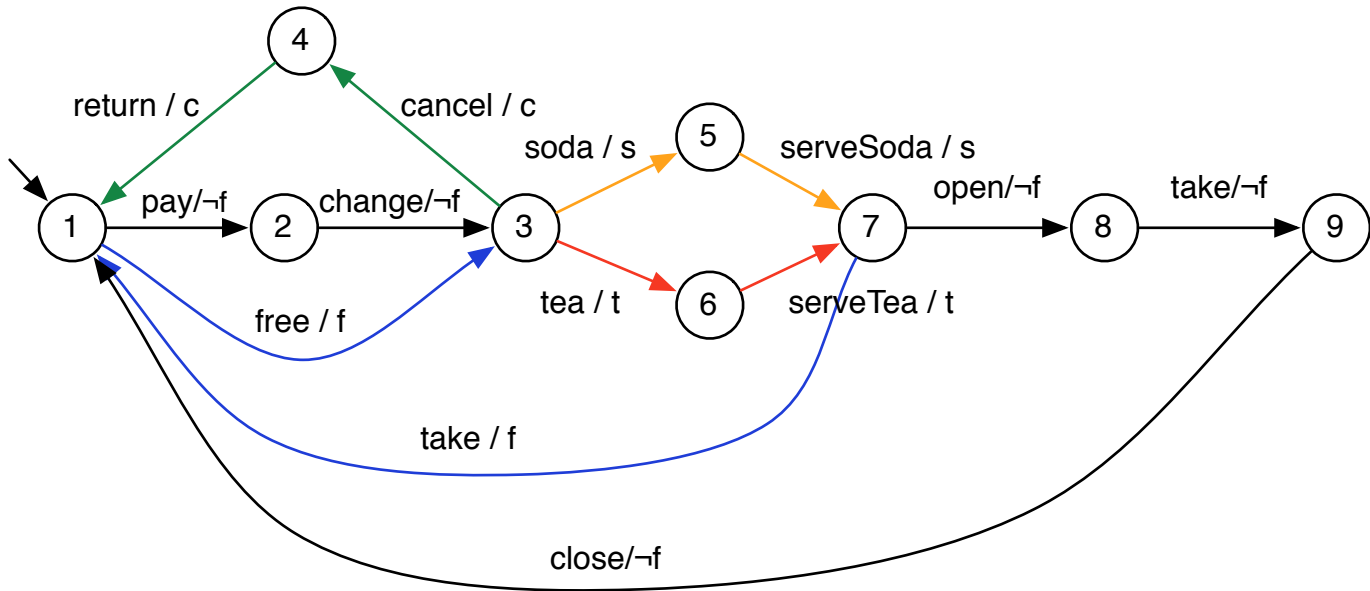 4
return / c
cancel / c
soda / s
5
serveSoda / s
pay/¬f
change/¬f
open/¬f
take/¬f
1
2
3
7
8
9
free / f
tea / t
6
serveTea / t
take / f
close/¬f